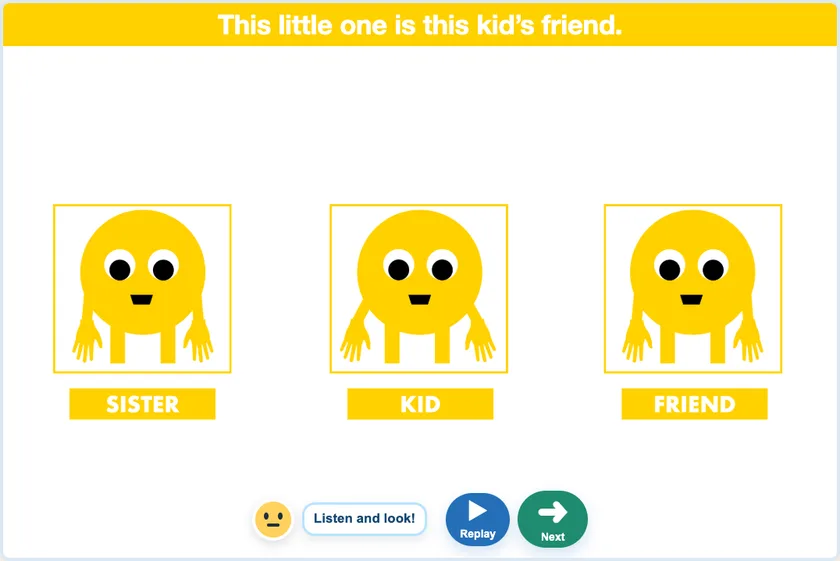 This little one is this kid’s friend.
SISTER
KID
FRIEND
Listen and look!
Replay
Next